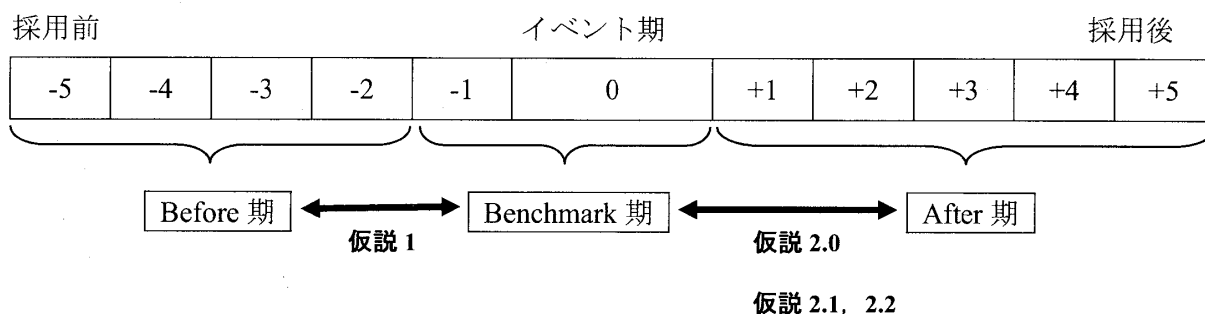 採用前 イベント期 採用後
-5 -4 -3 -2 -1 0 +1 +2 +3 +4 +5
Before 期 Benchmark 期 After 期
仮説 1 仮説 2.0
仮説 2.1, 2.2